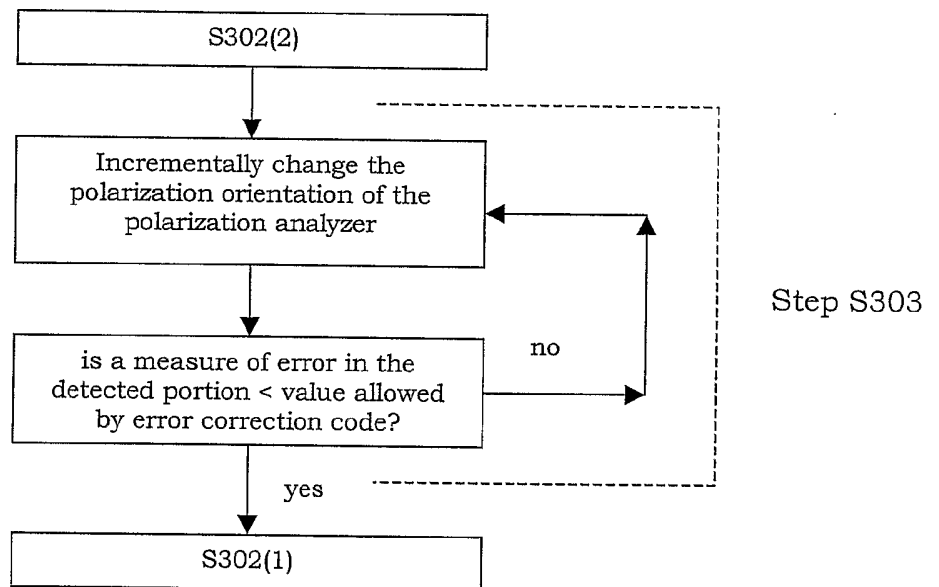 S302(2)
Incrementally change the
polarization orientation of the
polarization analyzer
Step S303
no
is a measure of error in the
detected portion < value allowed
by error correction code?
yes
S302(1)